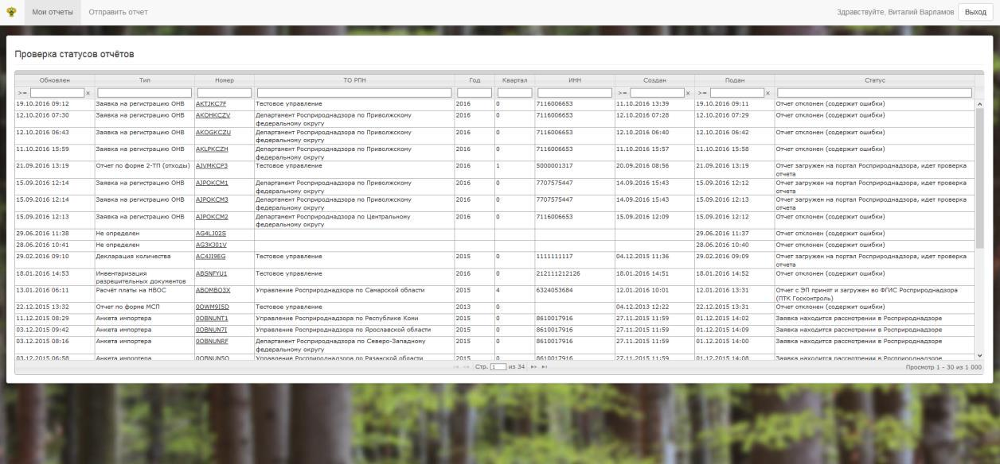 Мои отчеты Отправить отчет Здравствуйте, Виталий Варламов Выход
Проверка статусов отчётов
Обновлен Тип Номер ТО РПН Год Квартал ИНН Создан Подан Статус
>= x >= x >= x
19.10.2016 09:12 Заявка на регистрацию ОНВ AKTJKC7F Тестовое управление 2016 0 7116006653 11.10.2016 13:39 19.10.2016 09:11 Отчет отклонен (содержит ошибки)
12.10.2016 07:30 Заявка на регистрацию ОНВ AKOHKCZV Департамент Росприроднадзора по Приволжскому 2016 0 7116006653 12.10.2016 07:28 12.10.2016 07:29 Отчет отклонен (содержит ошибки)
федеральному округу
12.10.2016 06:43 Заявка на регистрацию ОНВ AKOGKCZU Департамент Росприроднадзора по Приволжскому 2016 0 7116006653 12.10.2016 06:40 12.10.2016 06:42 Отчет отклонен (содержит ошибки)
федеральному округу
11.10.2016 15:59 Заявка на регистрацию ОНВ AKLPKCZH Департамент Росприроднадзора по Приволжскому 2016 0 7116006653 11.10.2016 15:57 11.10.2016 15:58 Отчет отклонен (содержит ошибки)
федеральному округу
21.09.2016 13:19 Отчет по форме 2-ТП (отходы) AJVMKCP3 Тестовое управление 2016 1 5000001317 20.09.2016 08:56 21.09.2016 13:19 Отчет загружен на портал Росприроднадзора, идет проверка
отчета
15.09.2016 12:14 Заявка на регистрацию ОНВ AJPOKCM1 Департамент Росприроднадзора по Приволжскому 2016 0 7707575447 14.09.2016 15:43 15.09.2016 12:12 Отчет загружен на портал Росприроднадзора, идет проверка
федеральному округу отчета
15.09.2016 12:14 Заявка на регистрацию ОНВ AJPOKCM3 Департамент Росприроднадзора по Приволжскому 2016 0 7707575447 14.09.2016 15:43 15.09.2016 12:13 Отчет загружен на портал Росприроднадзора, идет проверка
федеральному округу отчета
15.09.2016 12:13 Заявка на регистрацию ОНВ AJPOKCM2 Департамент Росприроднадзора по Центральному 2016 0 7116006653 15.09.2016 12:09 15.09.2016 12:12 Отчет отклонен (содержит ошибки)
федеральному округу
29.06.2016 11:38 Не определен AG4LJ02S 29.06.2016 11:37 Отчет отклонен (содержит ошибки)
28.06.2016 10:41 Не определен AG3KJ01V 28.06.2016 10:40 Отчет отклонен (содержит ошибки)
29.02.2016 09:10 Декларация количества AC4JI9EG Тестовое управление 2015 0 1111111117 04.12.2015 11:36 29.02.2016 09:09 Отчет загружен на портал Росприроднадзора, идет проверка
отчета
18.01.2016 14:53 Инвентаризация ABSNFYU1 Тестовое управление 2016 0 212111212126 18.01.2016 14:51 18.01.2016 14:52 Отчет отклонен (содержит ошибки)
разрешительных документов
13.01.2016 06:11 Расчёт платы на НВОС ABOMBO3X Управление Росприроднадзора по Самарской области 2015 4 6324053684 12.01.2016 10:01 12.01.2016 13:31 Отчет с ЭП принят и загружен во ФГИС Росприроднадзора
(ПТК Госконтроль)
22.12.2015 13:32 Отчет по форме МСП 0OWM9I5D Тестовое управление 2013 0 04.12.2013 12:22 22.12.2015 13:31 Отчет отклонен (содержит ошибки)
11.12.2015 08:29 Анкета импортера 0OBNUNT1 Управление Росприроднадзора по Республике Коми 2015 0 8610017916 27.11.2015 11:59 01.12.2015 14:02 Заявка находится рассмотрении в Росприроднадзоре
03.12.2015 09:42 Анкета импортера 0OBNUN7I Управление Росприроднадзора по Ярославской области 2015 0 8610017916 27.11.2015 11:59 01.12.2015 14:09 Заявка находится рассмотрении в Росприроднадзоре
03.12.2015 08:16 Анкета импортера 0OBNUNRF Департамент Росприроднадзора по Северо-Западному 2015 0 8610017916 27.11.2015 11:59 01.12.2015 14:00 Заявка находится рассмотрении в Росприроднадзоре
федеральному округу
03.12.2015 06:58 Анкета импортера 0OBNUN5O Управление Росприроднадзора по Рязанской области 2015 0 8610017916 27.11.2015 11:59 01.12.2015 14:08 Заявка находится рассмотрении в Росприроднадзоре
Стр. 1 из 34 Просмотр 1 - 30 из 1 000